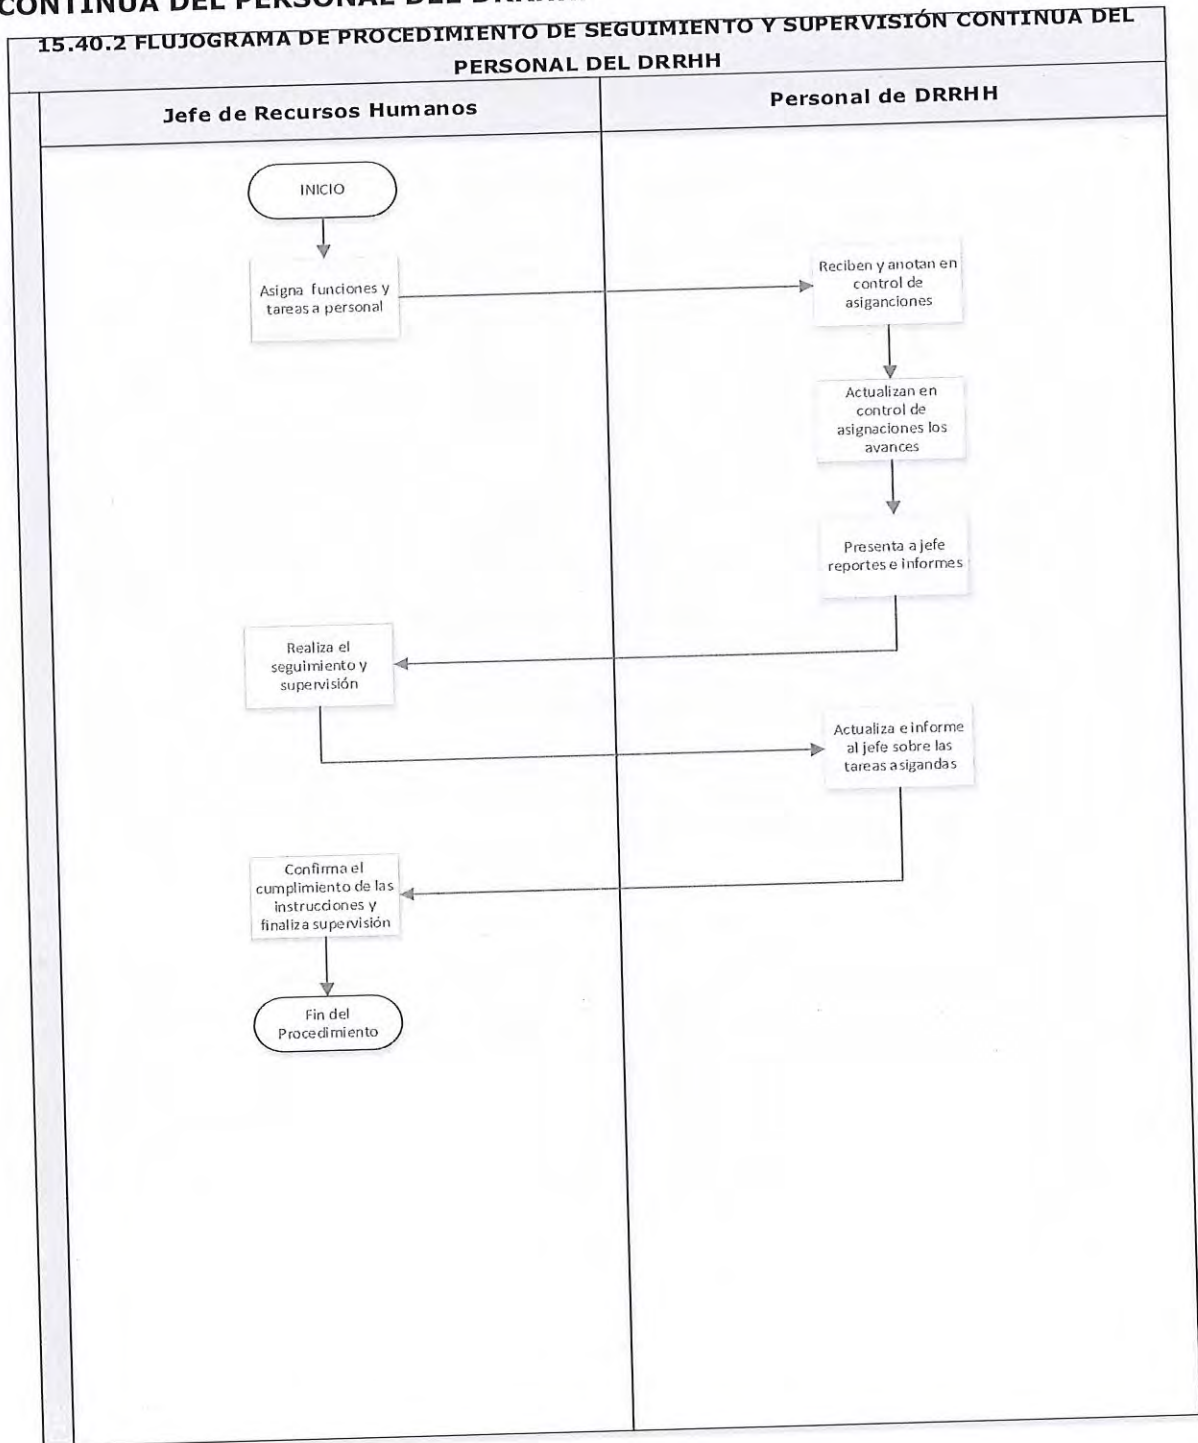 CONTINUA DEL PERSONAL DEL
15.40.2 FLUJOGRAMA DE PROCEDIMIENTO DE SEGUIMIENTO Y SUPERVISIÓN CONTINUA DEL
PERSONAL DEL DRRHH
Jefe de Recursos Humanos
Personal de DRRHH
INICIO
Asigna funciones y
tareas a personal
Reciben y anotan en
control de
asiganciones
Actualizan en
control de
asignaciones los
avances
Presenta a jefe
reportes e informes
Realiza el
seguimiento y
supervisión
Actualiza e informe
al jefe sobre las
tareas asigandas
Confirma el
cumplimiento de las
instrucciones y
finaliza supervisión
Fin del
Procedimiento